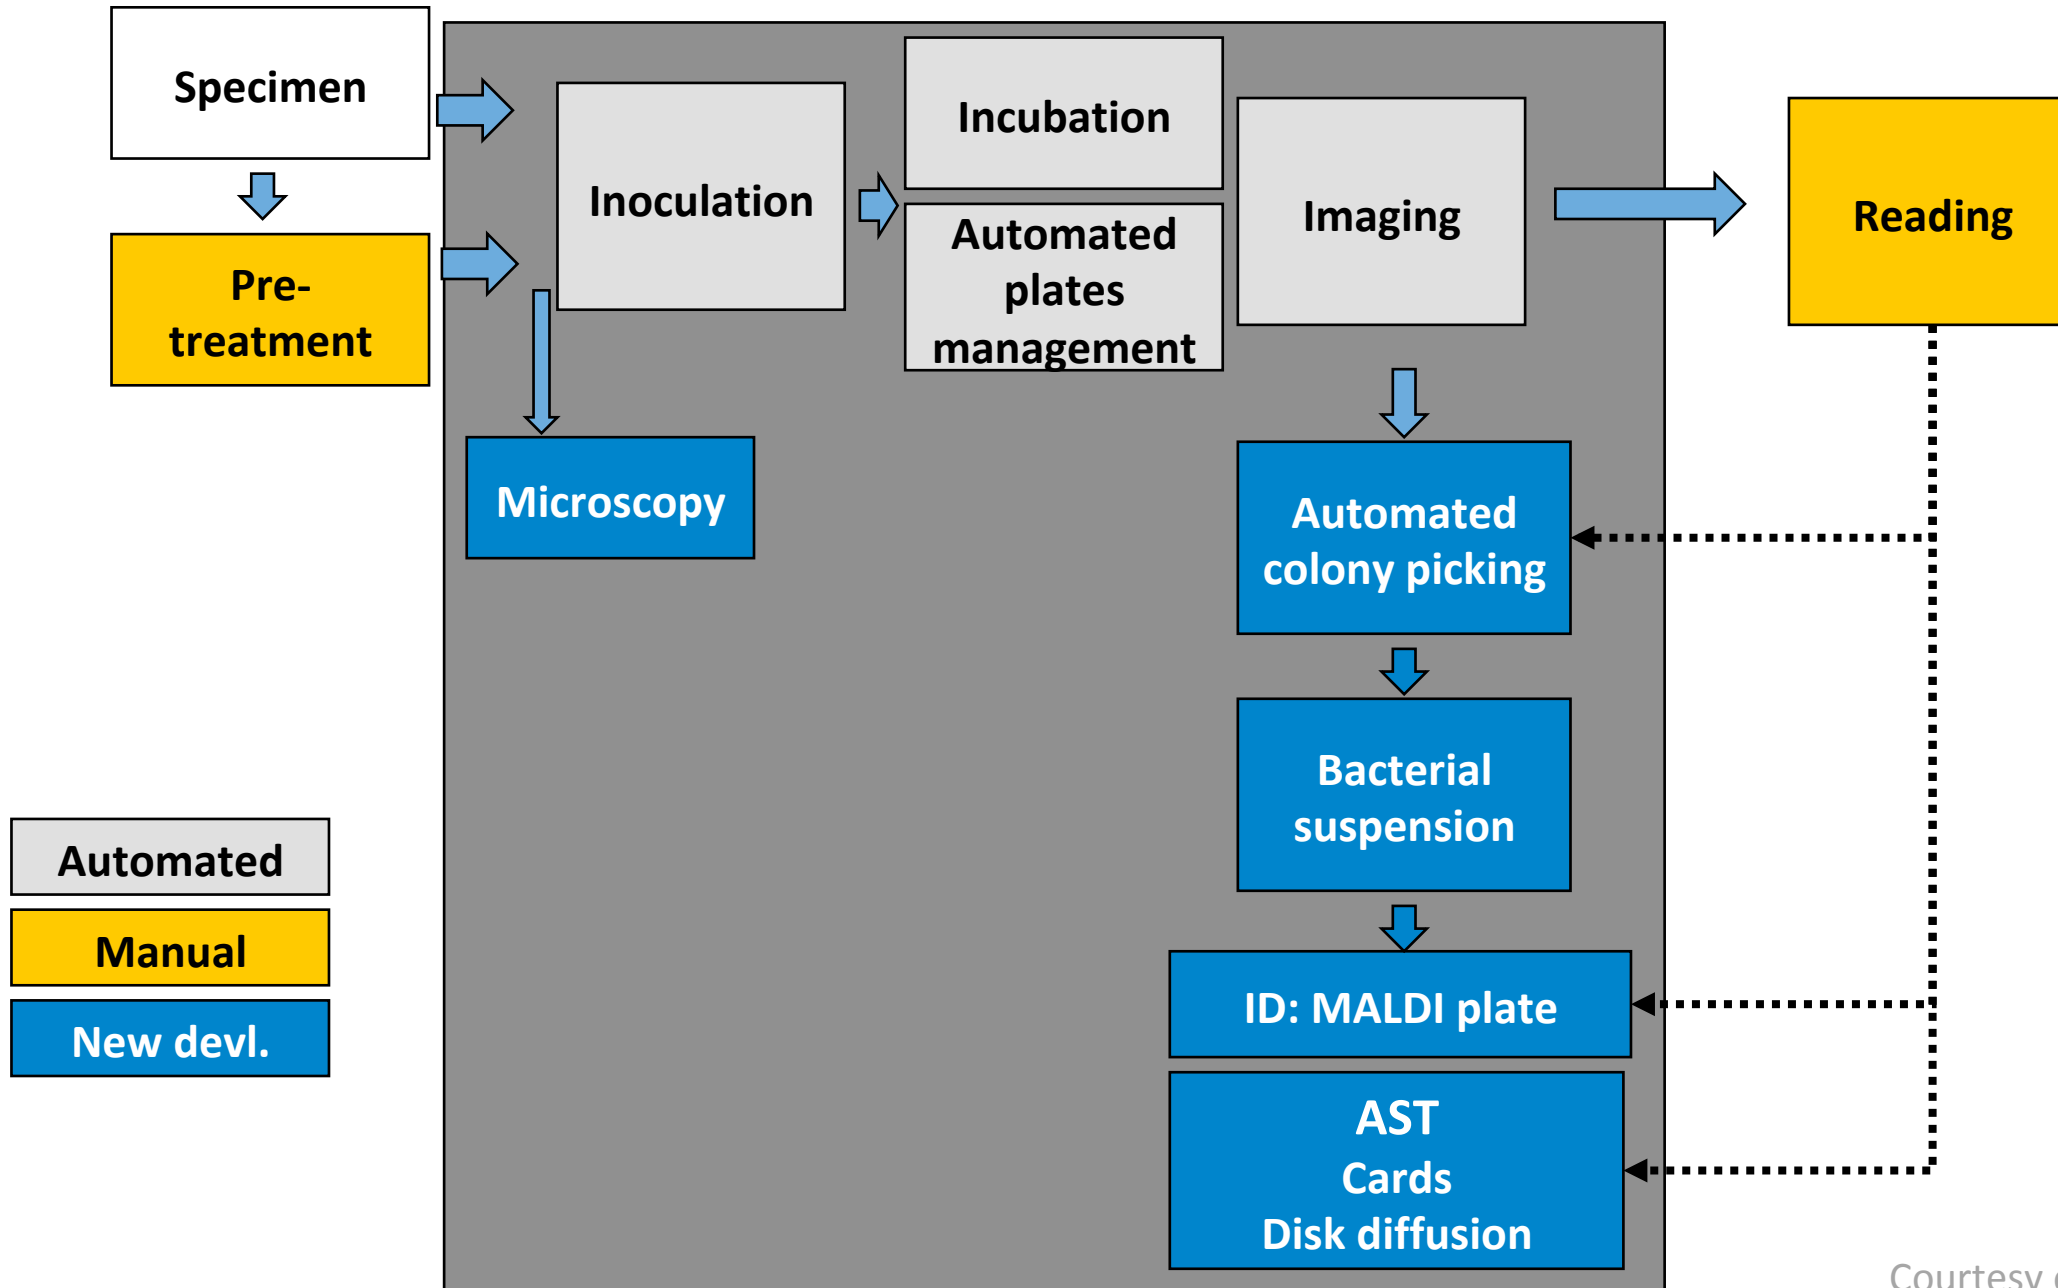 Specimen
Pre-
treatment
Inoculation
Incubation
Automated
plates
management
Imaging
Reading
Microscopy
Automated
colony picking
Bacterial
suspension
ID: MALDI plate
AST
Cards
Disk diffusion
Automated
Manual
New devl.
Courtesy